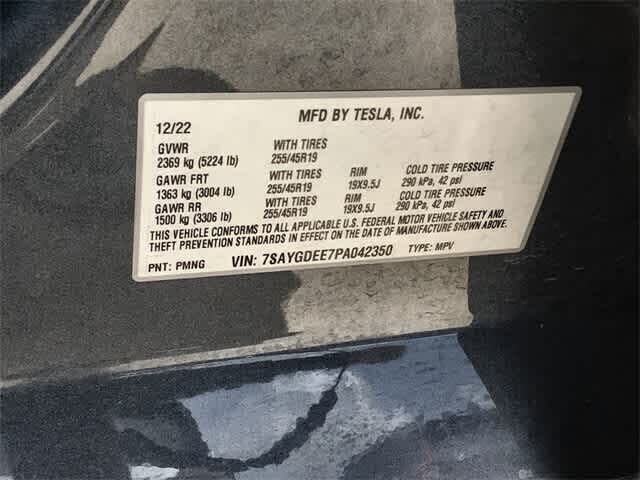 MFD BY TESLA, INC.
12/22
GVWR WITH TIRES
2369 kg (5224 lb) 255/45R19
GAWR FRT WITH TIRES RIM COLD TIRE PRESSURE
1363 kg (3004 lb) 255/45R19 19X9.5J 290 kPa, 42 psi
GAWR RR WITH TIRES RIM COLD TIRE PRESSURE
1500 kg (3306 lb) 255/45R19 19X9.5J 290 kPa, 42 psi
THIS VEHICLE CONFORMS TO ALL APPLICABLE U.S. FEDERAL MOTOR VEHICLE SAFETY AND
THEFT PREVENTION STANDARDS IN EFFECT ON THE DATE OF MANUFACTURE SHOWN ABOVE.
PNT: PMNG VIN: 7SAYGDEE7PA042350 TYPE: MPV